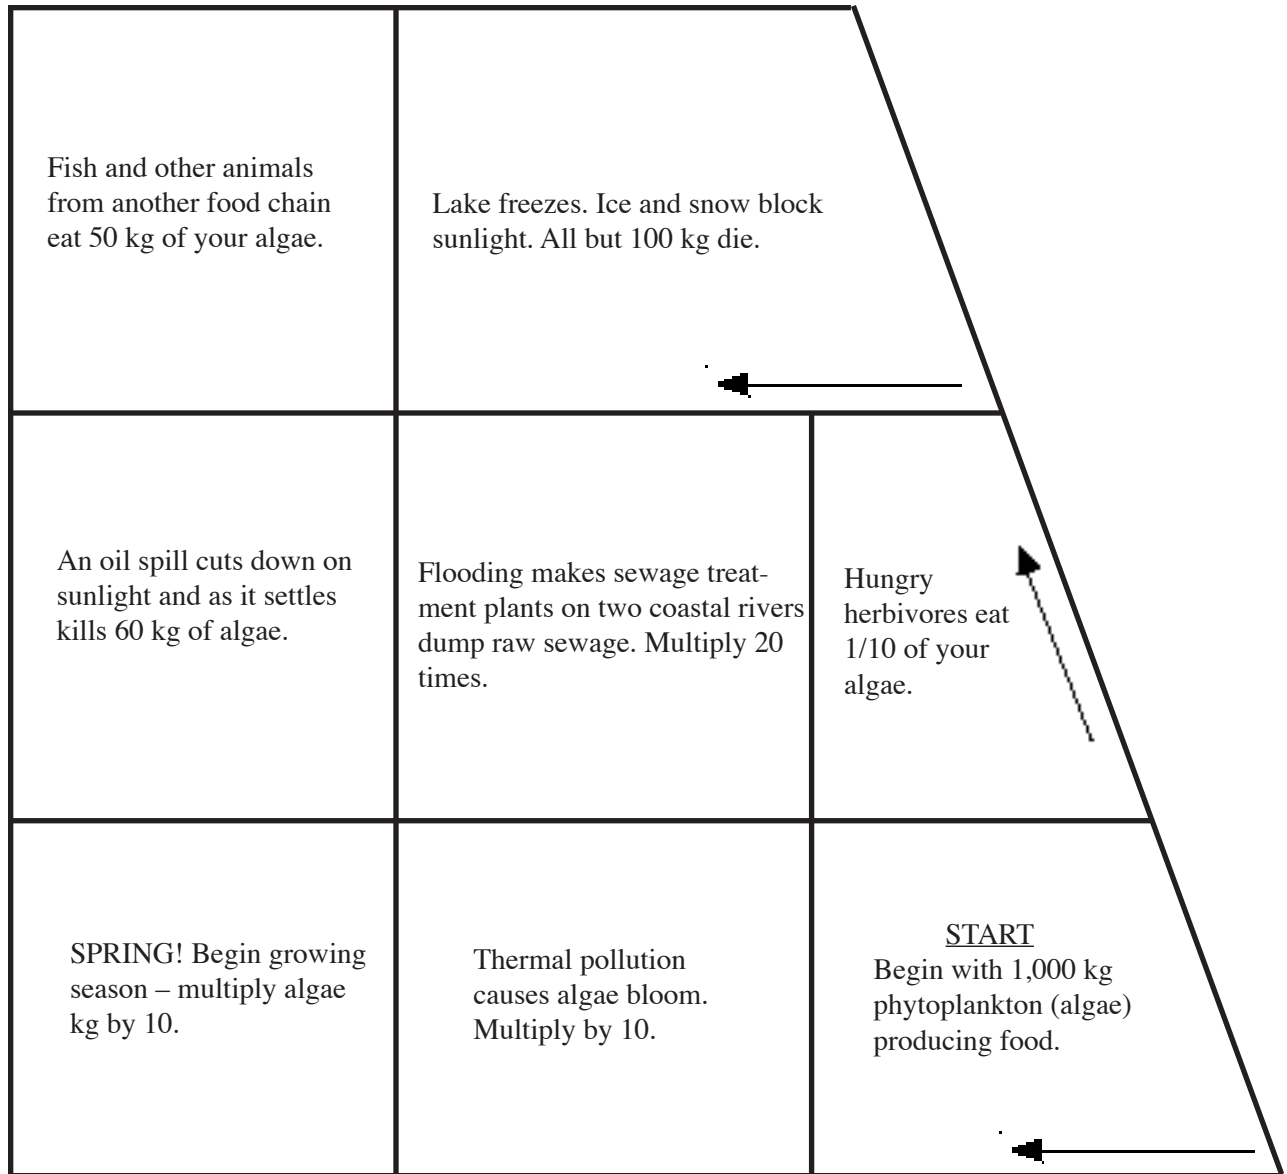 Fish and other animals
from another food chain
eat 50 kg of your algae.
Lake freezes. Ice and snow block
sunlight. All but 100 kg die.
An oil spill cuts down on
sunlight and as it settles
kills 60 kg of algae.
Flooding makes sewage treat-
ment plants on two coastal rivers
dump raw sewage. Multiply 20
times.
Hungry
herbivores eat
1/10 of your
algae.
SPRING! Begin growing
season – multiply algae
kg by 10.
Thermal pollution
causes algae bloom.
Multiply by 10.
START
Begin with 1,000 kg
phytoplankton (algae)
producing food.